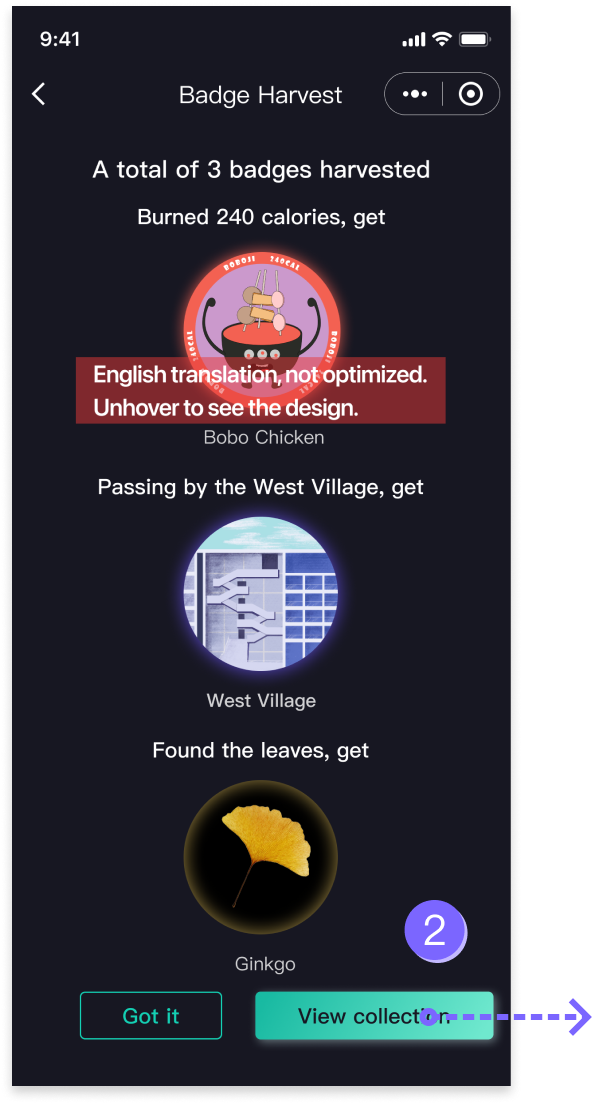 9:41
Badge Harvest
A total of 3 badges harvested
Burned 240 calories, get
BOBOJI 240CAL
240CAL
English translation, not optimized.
Unhover to see the design.
Bobo Chicken
Passing by the West Village, get
West Village
Found the leaves, get
Ginkgo
2
Got it
View collection